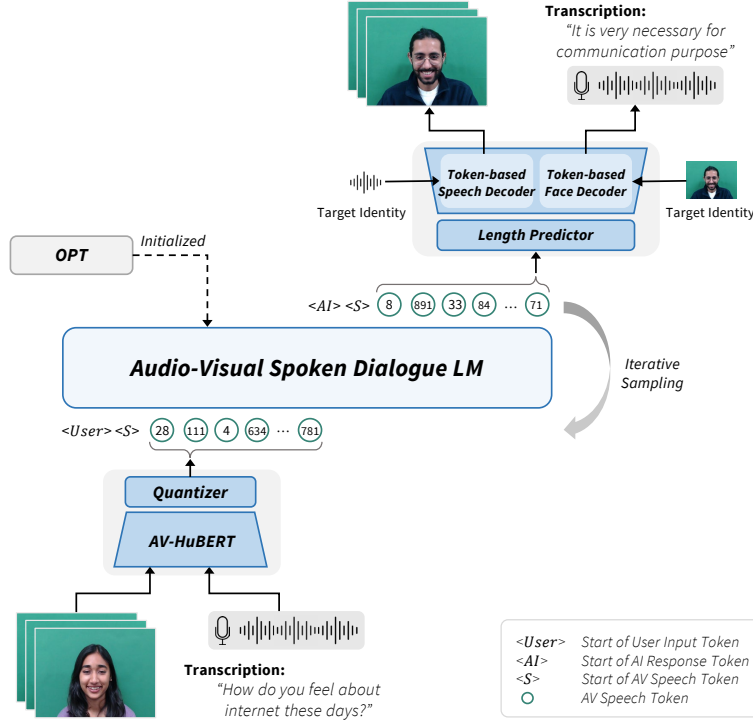 Transcription:
“It is very necessary for
communication purpose”
Token-based
Speech Decoder
Token-based
Face Decoder
Target Identity
Target Identity
Length Predictor
OPT
Initialized
<AI> <S> 8 891 33 84 ... 71
Audio-Visual Spoken Dialogue LM
Iterative
Sampling
<User><S> 28 111 4 634 ... 781
Quantizer
AV-HuBERT
Transcription:
“How do you feel about
internet these days?”
<User> Start of User Input Token
<AI> Start of AI Response Token
<S> Start of AV Speech Token
AV Speech Token